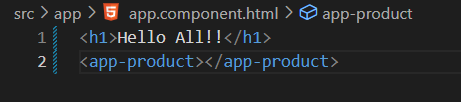 src > app > app.component.html > app-product
1 <h1>Hello All!!</h1>
2 <app-product></app-product>